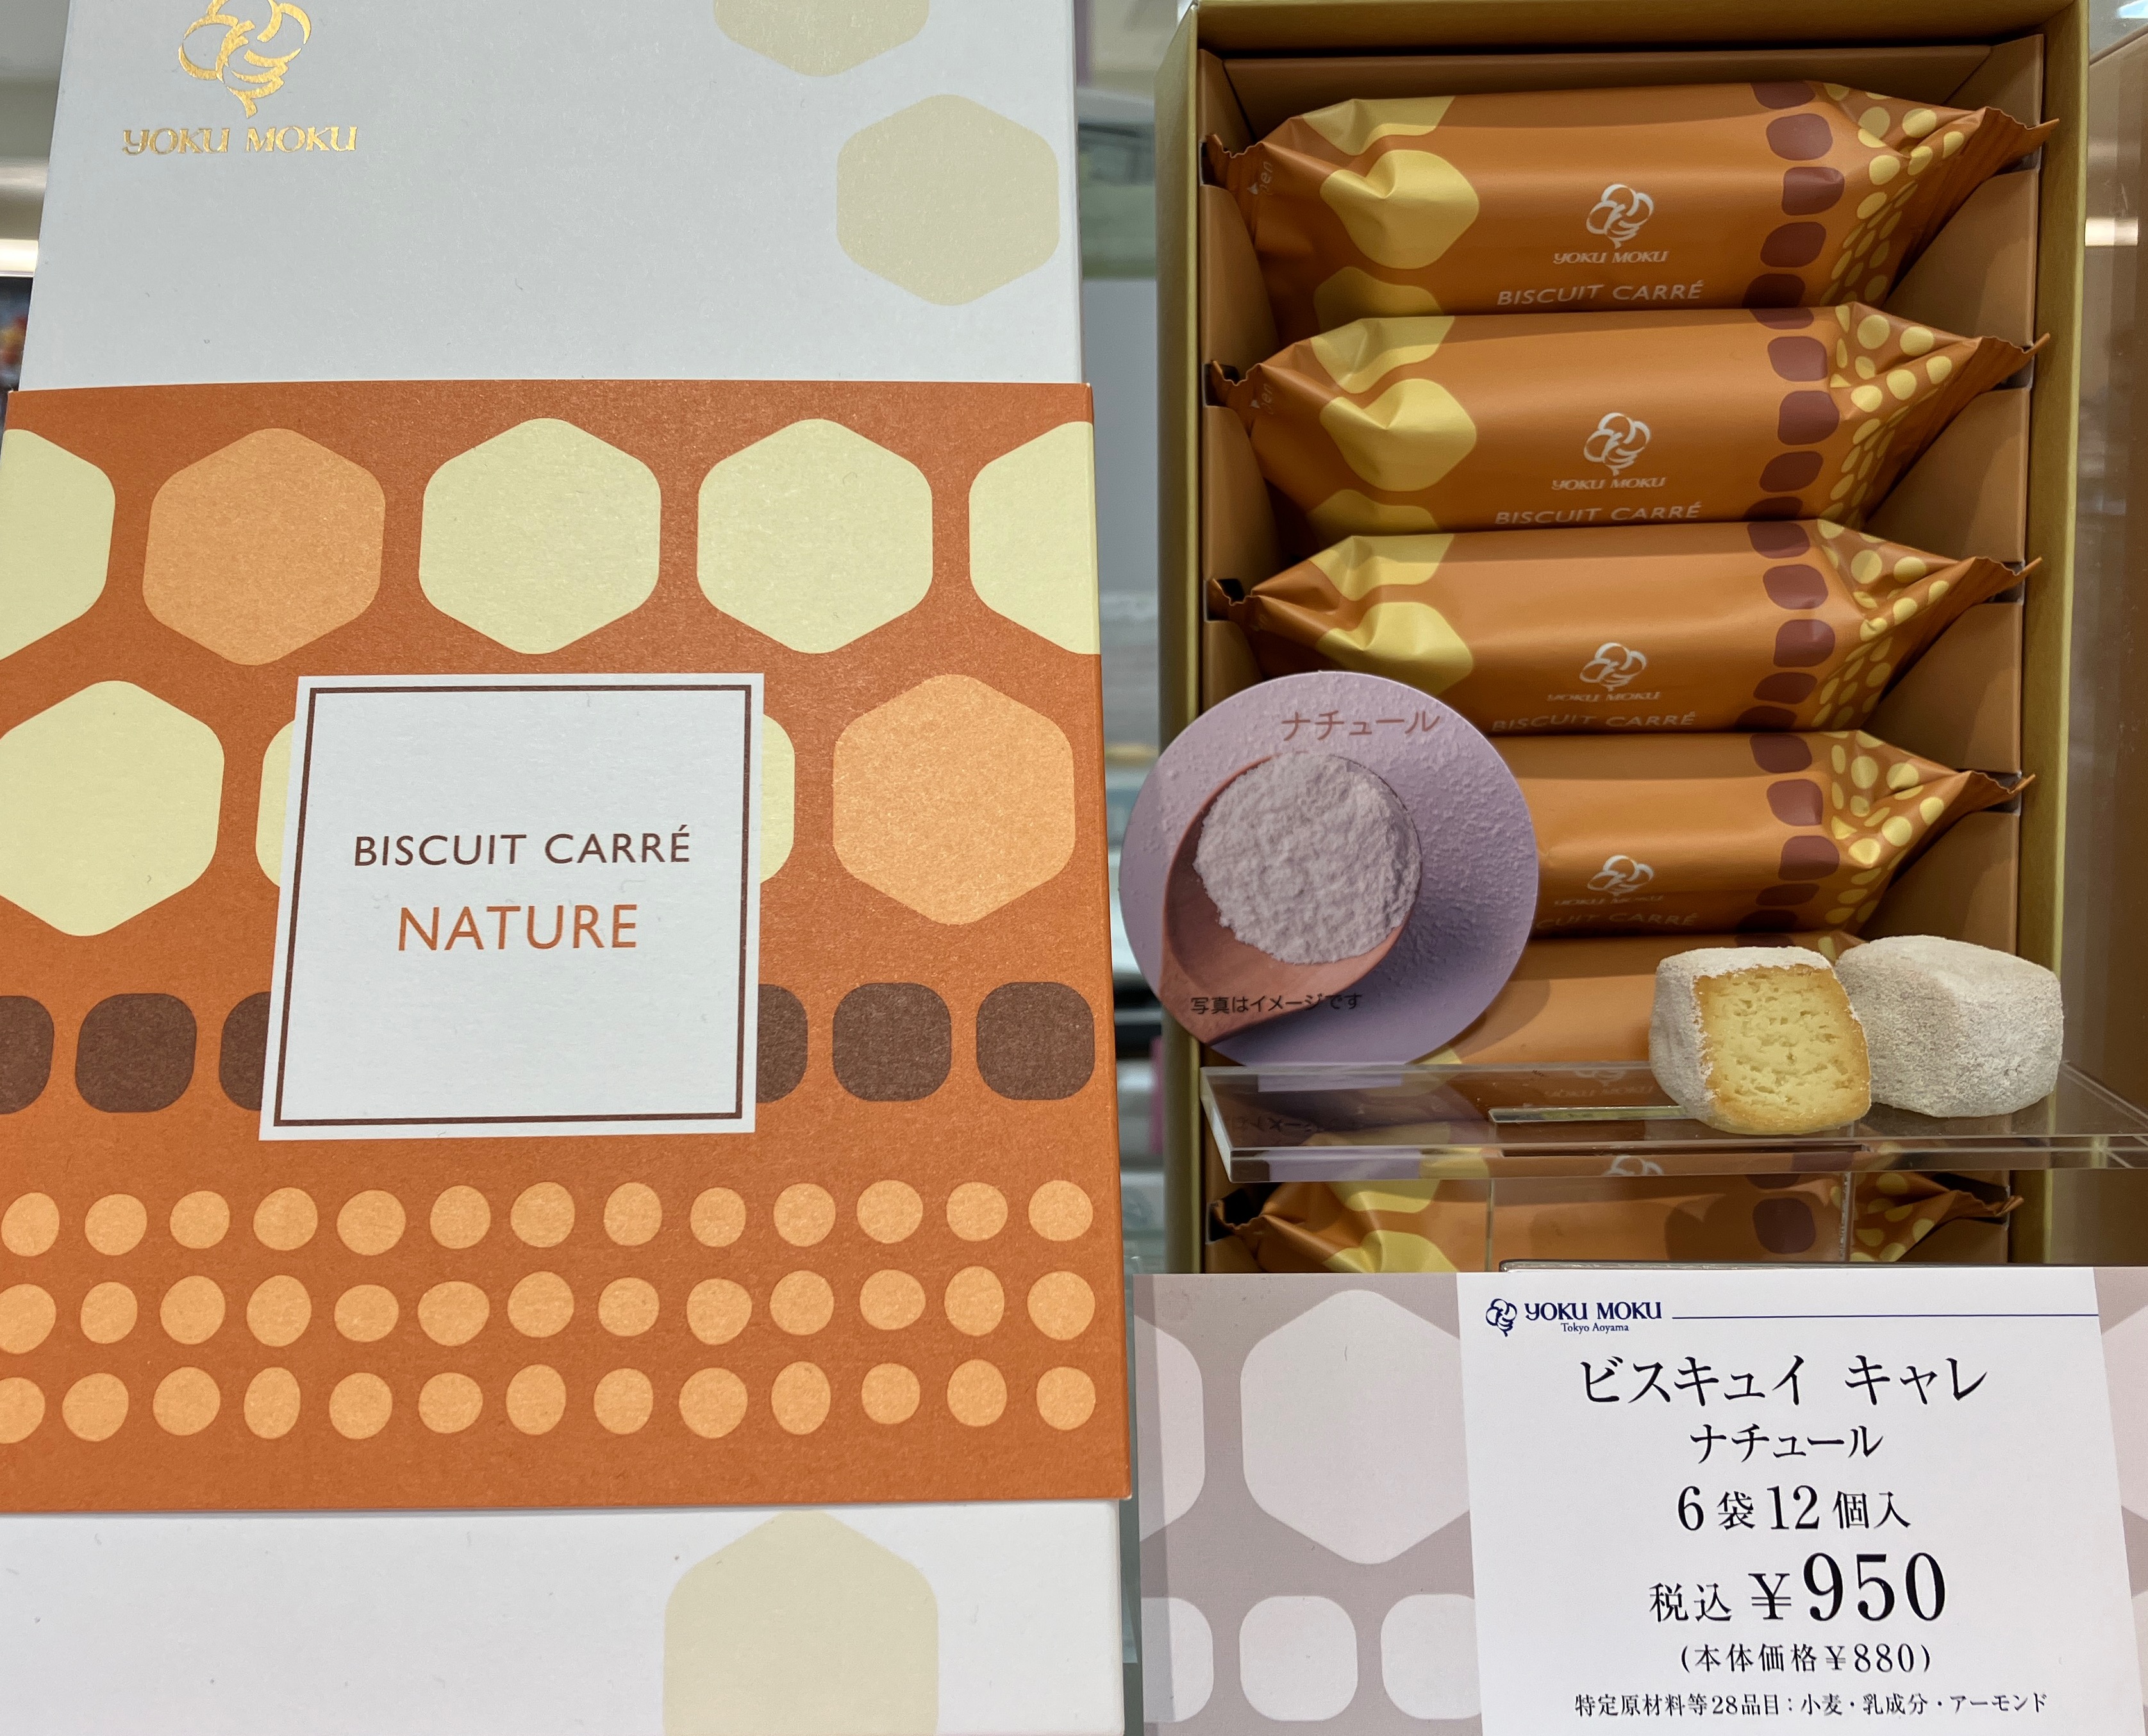 YOKU MOKU
BISCUIT CARRÉ
NATURE
YOKU MOKU
BISCUIT CARRÉ
YOKU MOKU
BISCUIT CARRÉ
YOKU MOKU
BISCUIT CARRÉ
YOKU MOKU
CUIT CARRÉ
ナチュール
写真はイメージです
YOKU MOKU
Tokyo Aoyama
ビスキュイ キャレ
ナチュール
6袋12個入
税込 ¥950
(本体価格¥880)
特定原材料等28品目：小麦・乳成分・アーモンド